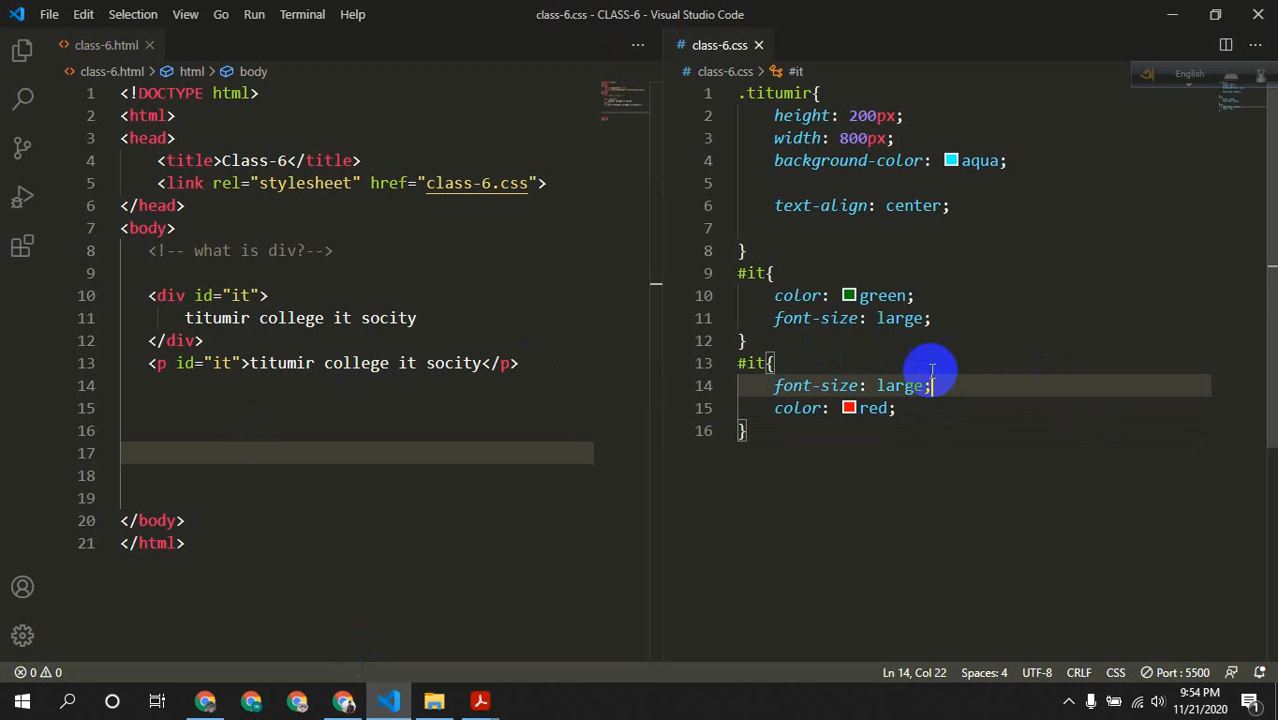 File Edit Selection View Go Run Terminal Help
class-6.css - CLASS-6 - Visual Studio Code
class-6.html
class-6.html > html > body
1 <!DOCTYPE html>
2 <html>
3 <head>
4 <title>Class-6</title>
5 <link rel="stylesheet" href="class-6.css">
6 </head>
7 <body>
8 <!-- what is div?-->
9
10 <div id="it">
11 titumir college it socity
12 </div>
13 <p id="it">titumir college it socity</p>
14
15
16
17
18
19
20 </body>
21 </html>
class-6.css
class-6.css > #it
English
1 .titumir{
2 height: 200px;
3 width: 800px;
4 background-color: aqua;
5
6 text-align: center;
7
8 }
9 #it{
10 color: green;
11 font-size: large;
12 }
13 #it{
14 font-size: large;
15 color: red;
16 }
0 0
Ln 14, Col 22 Spaces: 4 UTF-8 CRLF CSS Port : 5500
9:54 PM
11/21/2020
1